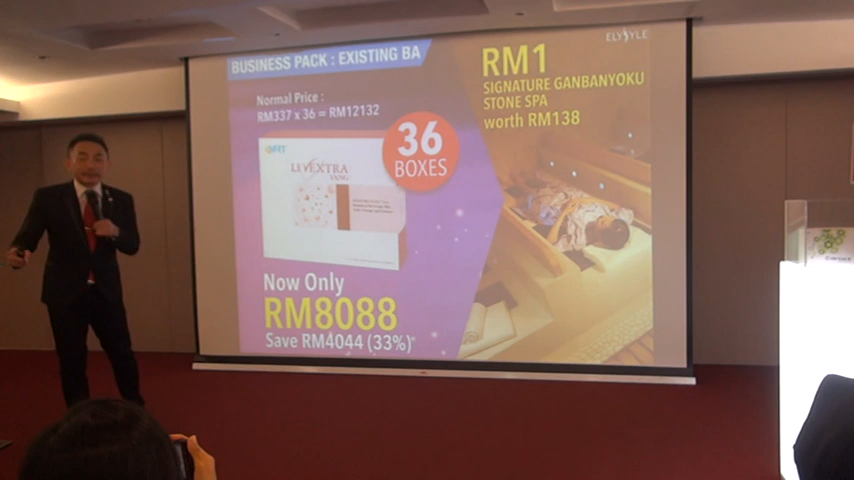 BUSINESS PACK : EXISTING BA
Normal Price :
RM337 x 36 = RM12132
36
BOXES
LIVEXTRA
YANG
Now Only
RM8088
Save RM4044 (33%)*
ELYSYLE
RM1
SIGNATURE GANBANYOKU
STONE SPA
worth RM138